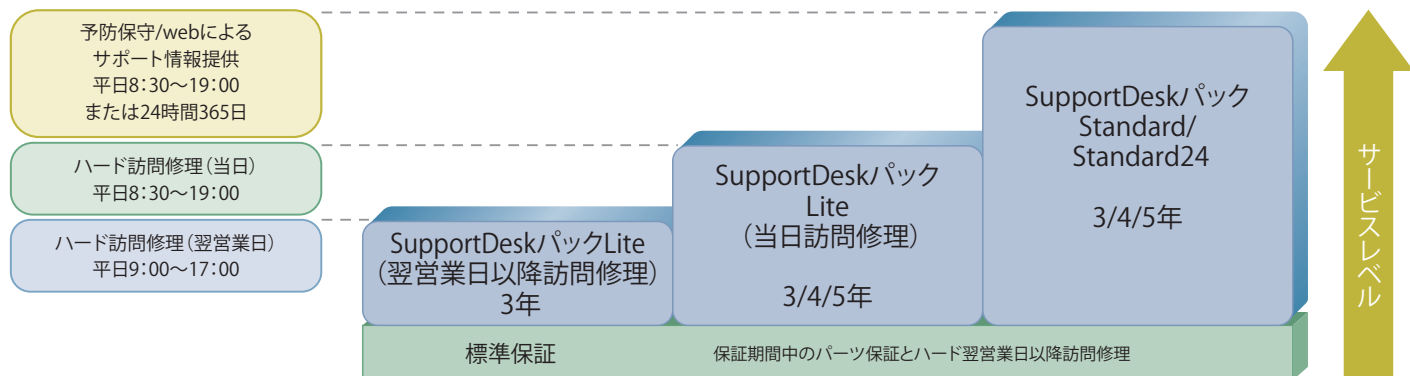 予防保守/webによる
サポート情報提供
平日8：30～19：00
または24時間365日
ハード訪問修理（当日）
平日8：30～19：00
ハード訪問修理（翌営業日）
平日9：00～17：00
SupportDeskパックLite
（翌営業日以降訪問修理）
3年
SupportDeskパック
Lite
（当日訪問修理）
3/4/5年
SupportDeskパック
Standard/
Standard24
3/4/5年
標準保証
保証期間中のパーツ保証とハード翌営業日以降訪問修理
サービスレベル